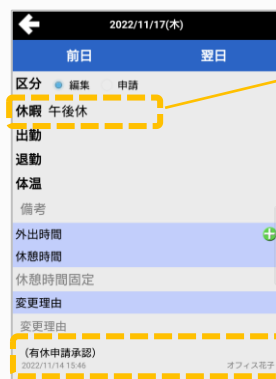 2022/11/17(木)
前日 翌日
区分 編集 申請
休暇 午後休
出勤
退勤
体温
備考
外出時間
休憩時間
休憩時間固定
変更理由
変更理由
(有休申請承認)
2022/11/14 15:46 オフィス花子